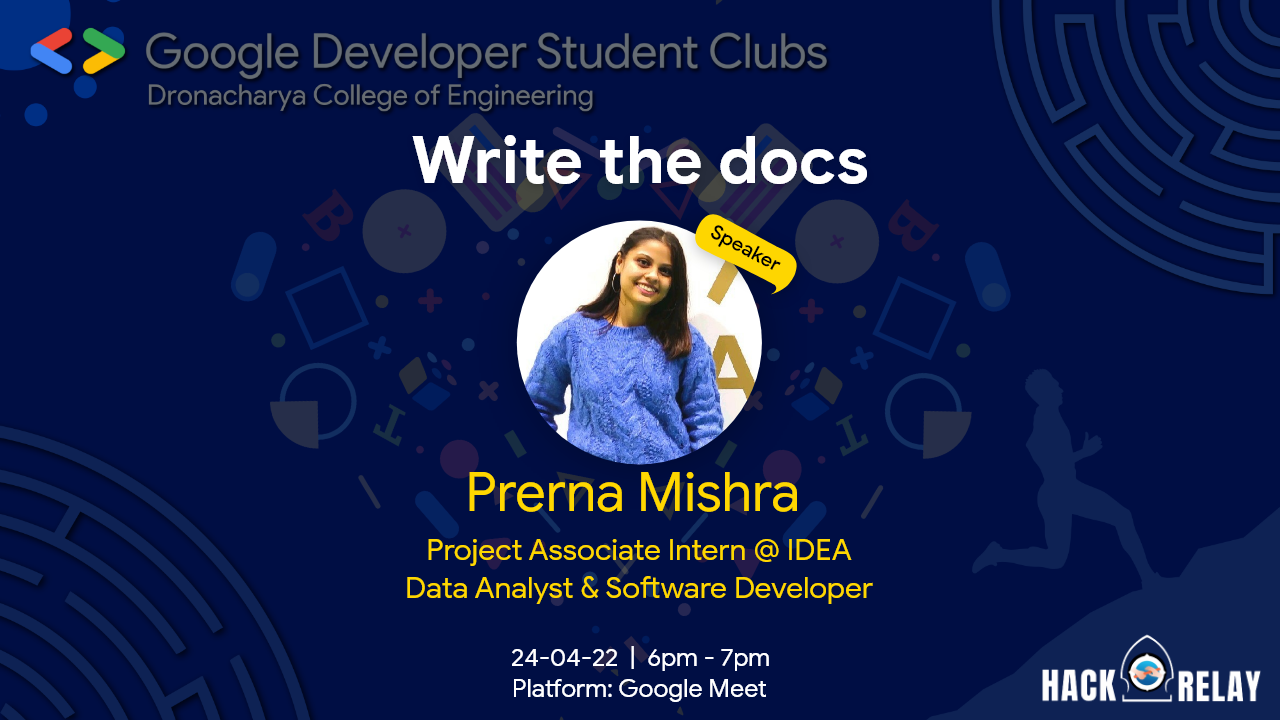 Google Developer Student Clubs
Dronacharya College of Engineering
Write the docs
Speaker
Prerna Mishra
Project Associate Intern @ IDEA
Data Analyst & Software Developer
24-04-22 | 6pm - 7pm
Platform: Google Meet
HACK RELAY